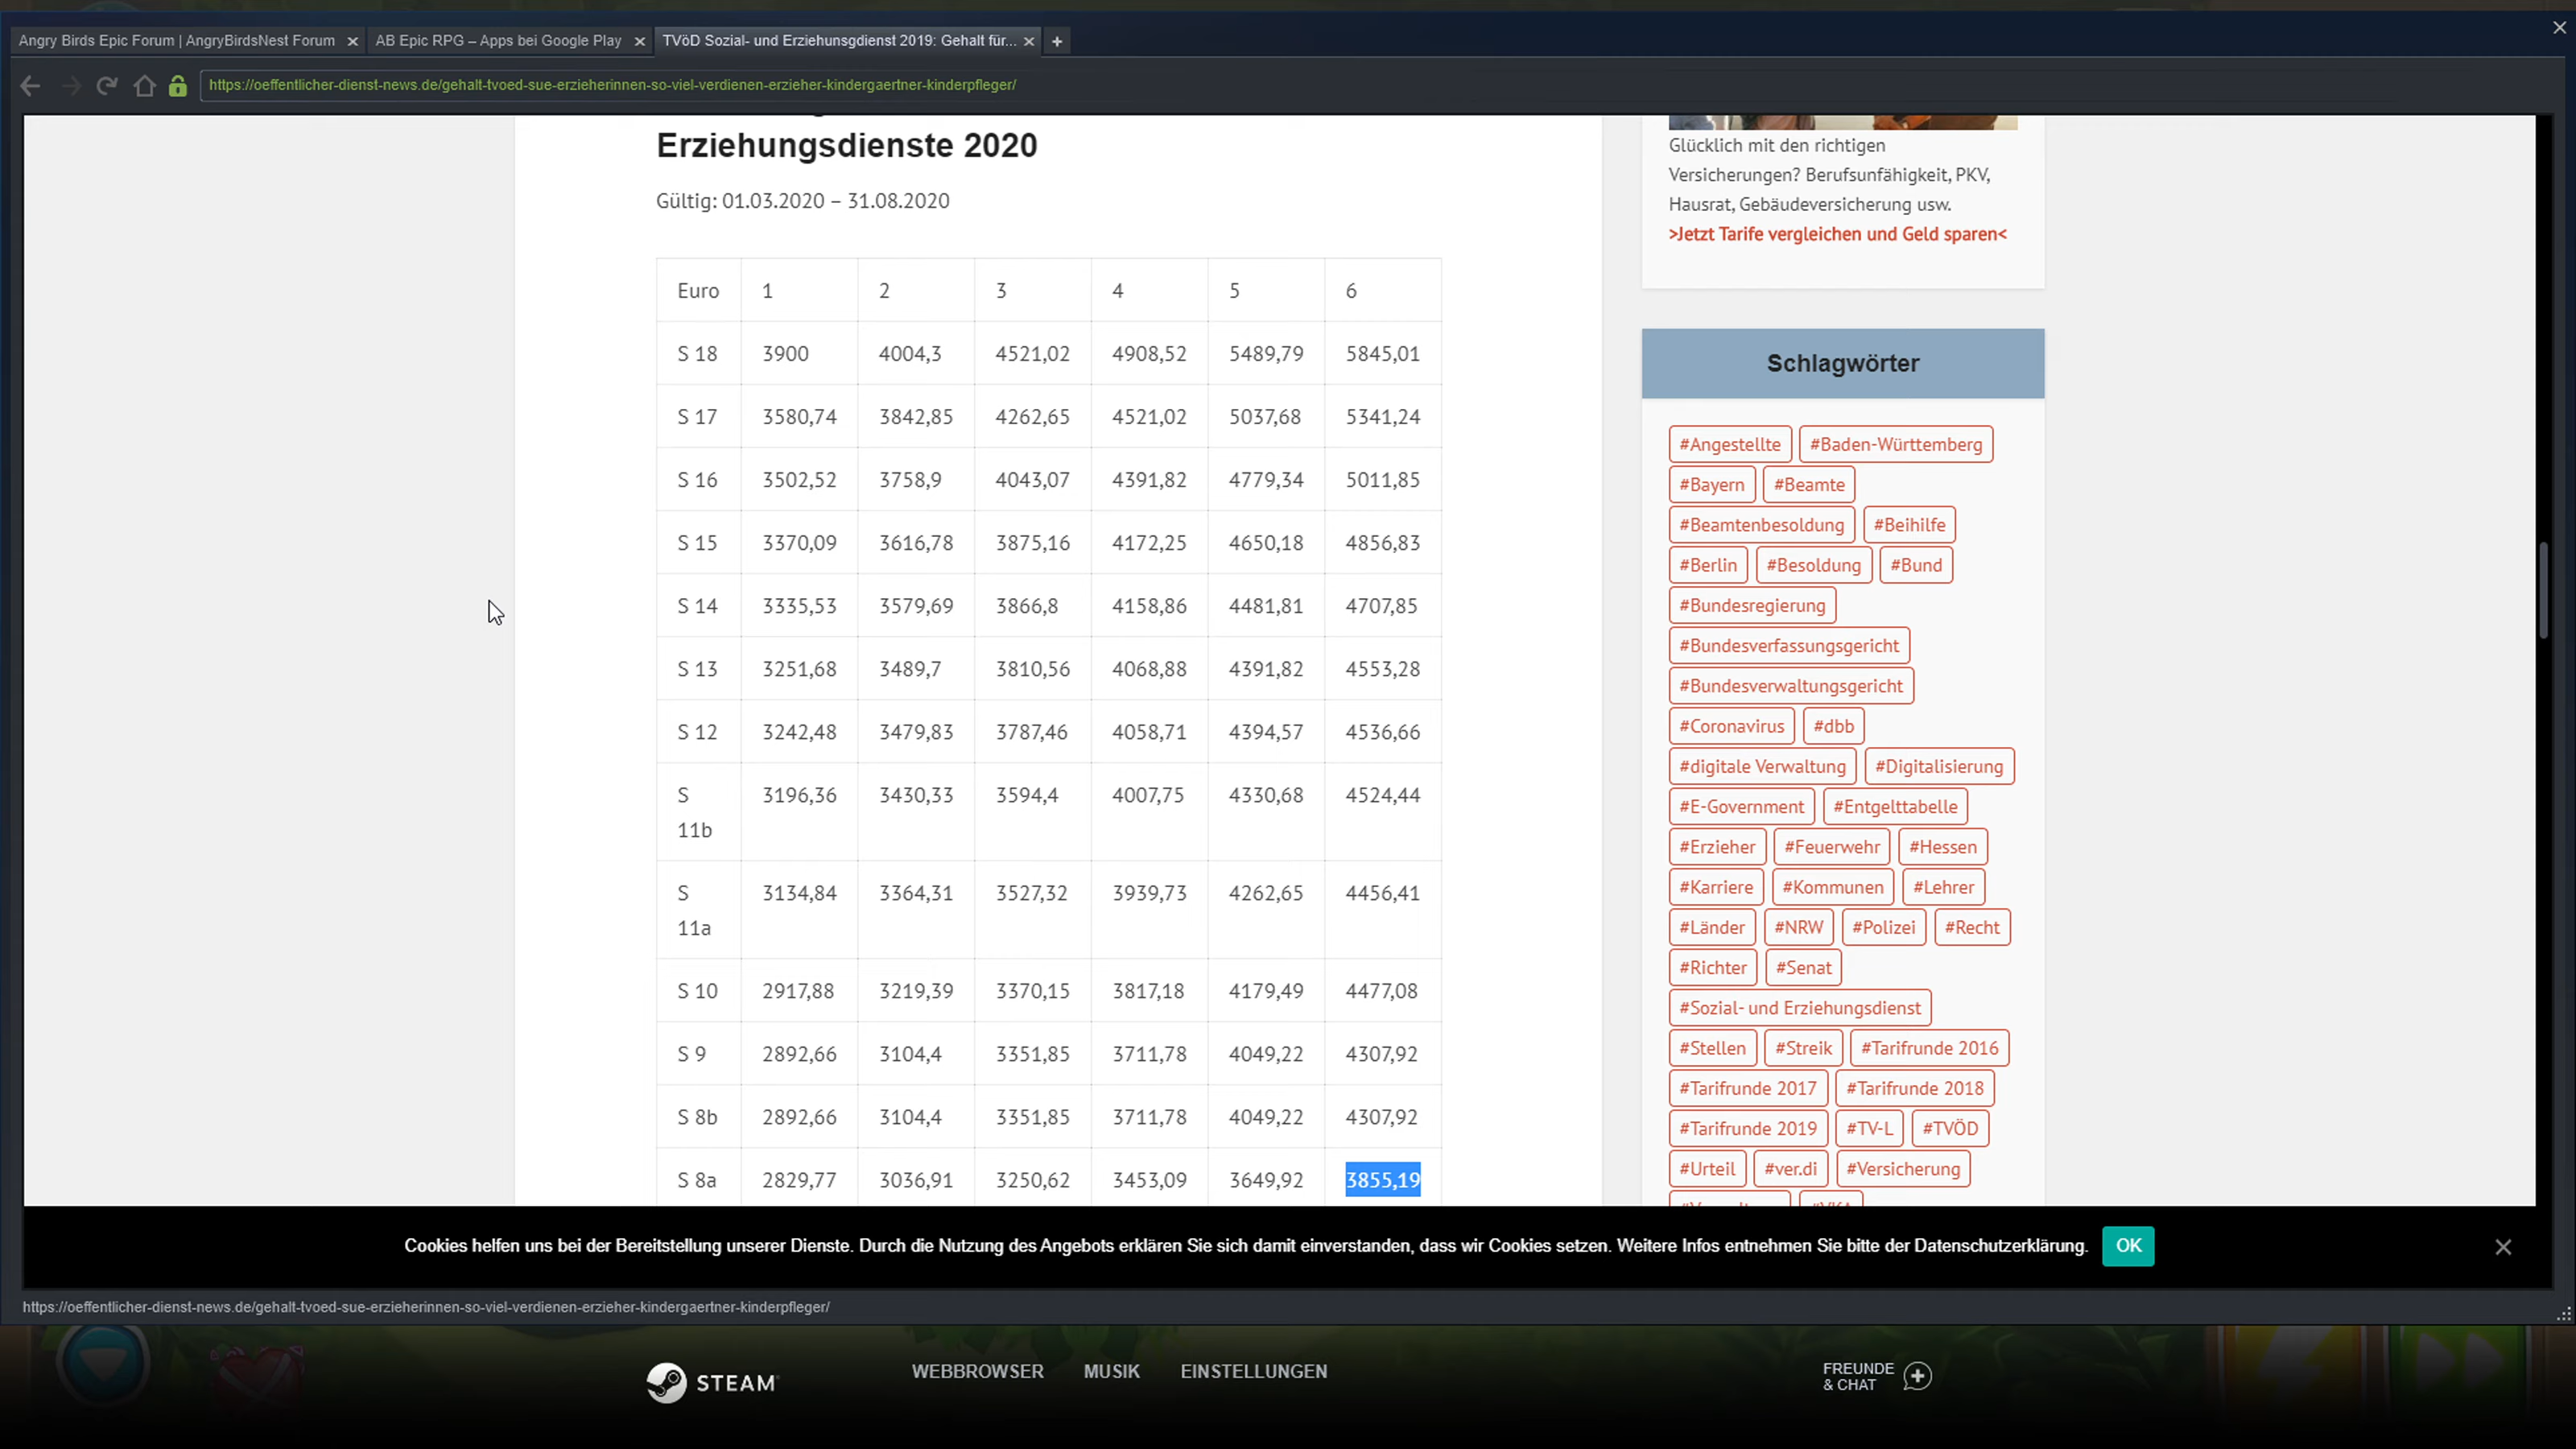 Angry Birds Epic Forum | AngryBirdsNest Forum
AB Epic RPG – Apps bei Google Play
TVöD Sozial- und Erziehunsgdienst 2019: Gehalt für...
https://oeffentlicher-dienst-news.de/gehalt-tvoed-sue-erzieherinnen-so-viel-verdienen-erzieher-kindergaertner-kinderpfleger/
Erziehungsdienste 2020
Gültig: 01.03.2020 – 31.08.2020
Euro 1 2 3 4 5 6
S 18 3900 4004,3 4521,02 4908,52 5489,79 5845,01
S 17 3580,74 3842,85 4262,65 4521,02 5037,68 5341,24
S 16 3502,52 3758,9 4043,07 4391,82 4779,34 5011,85
S 15 3370,09 3616,78 3875,16 4172,25 4650,18 4856,83
S 14 3335,53 3579,69 3866,8 4158,86 4481,81 4707,85
S 13 3251,68 3489,7 3810,56 4068,88 4391,82 4553,28
S 12 3242,48 3479,83 3787,46 4058,71 4394,57 4536,66
S 3196,36 3430,33 3594,4 4007,75 4330,68 4524,44
11b
S 3134,84 3364,31 3527,32 3939,73 4262,65 4456,41
11a
S 10 2917,88 3219,39 3370,15 3817,18 4179,49 4477,08
S 9 2892,66 3104,4 3351,85 3711,78 4049,22 4307,92
S 8b 2892,66 3104,4 3351,85 3711,78 4049,22 4307,92
S 8a 2829,77 3036,91 3250,62 3453,09 3649,92 3855,19
Glücklich mit den richtigen
Versicherungen? Berufsunfähigkeit, PKV,
Hausrat, Gebäudeversicherung usw.
>Jetzt Tarife vergleichen und Geld sparen<
Schlagwörter
#Angestellte #Baden-Württemberg
#Bayern #Beamte
#Beamtenbesoldung #Beihilfe
#Berlin #Besoldung #Bund
#Bundesregierung
#Bundesverfassungsgericht
#Bundesverwaltungsgericht
#Coronavirus #dbb
#digitale Verwaltung #Digitalisierung
#E-Government #Entgelttabelle
#Erzieher #Feuerwehr #Hessen
#Karriere #Kommunen #Lehrer
#Länder #NRW #Polizei #Recht
#Richter #Senat
#Sozial- und Erziehungsdienst
#Stellen #Streik #Tarifrunde 2016
#Tarifrunde 2017 #Tarifrunde 2018
#Tarifrunde 2019 #TV-L #TVÖD
#Urteil #ver.di #Versicherung
Cookies helfen uns bei der Bereitstellung unserer Dienste. Durch die Nutzung des Angebots erklären Sie sich damit einverstanden, dass wir Cookies setzen. Weitere Infos entnehmen Sie bitte der Datenschutzerklärung. OK
https://oeffentlicher-dienst-news.de/gehalt-tvoed-sue-erzieherinnen-so-viel-verdienen-erzieher-kindergaertner-kinderpfleger/
STEAM
WEBBROWSER MUSIK EINSTELLUNGEN
FREUNDE
& CHAT